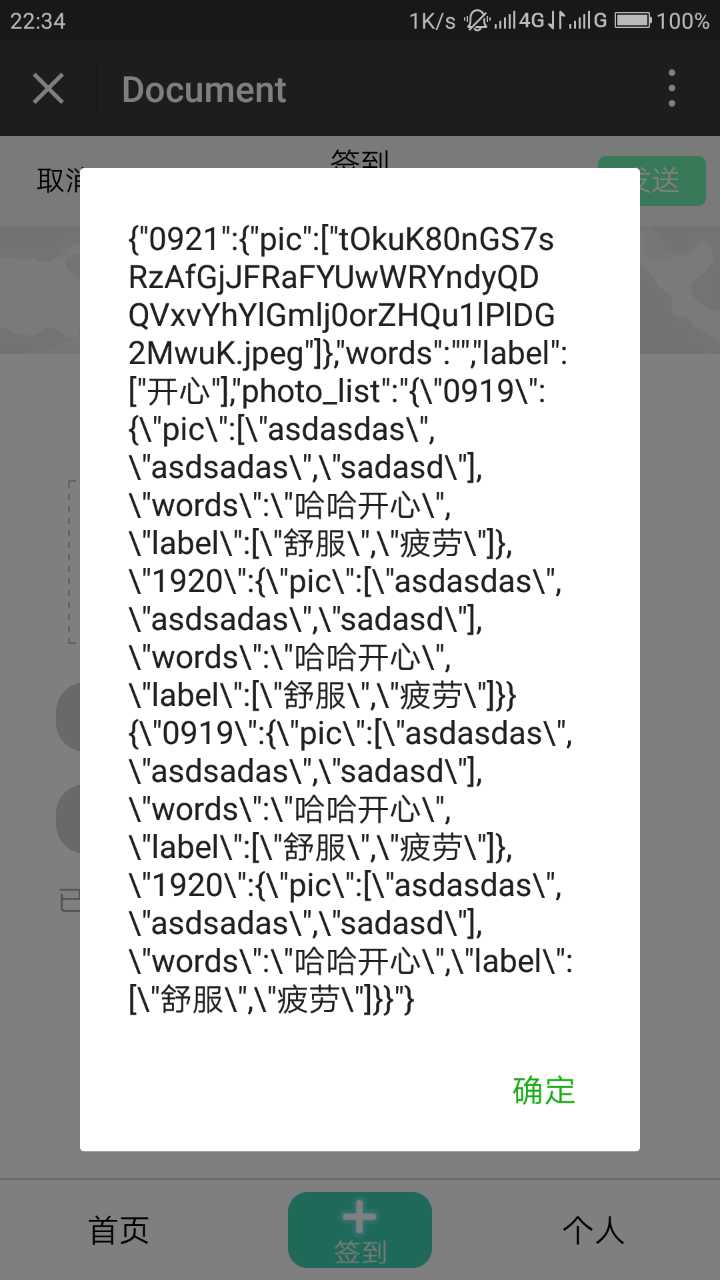 22:34
1K/s 4G G 100%
Document
签到
取消
发送
{"0921":{"pic":["tOkuK80nGS7s
RzAfGjJFRaFYUwWRYndyQD
QVxvYhYlGmlj0orZHQu1lPlDG
2MwuK.jpeg"]},"words":"","label":
["开心"],"photo_list":"{\"0919\":
{\"pic\":[\"asdasdas\",
\"asdsadas\",\"sadasd\"],
\"words\":\"哈哈开心\",
\"label\":[\"舒服\",\"疲劳\"]},
\"1920\":{\"pic\":[\"asdasdas\",
\"asdsadas\",\"sadasd\"],
\"words\":\"哈哈开心\",
\"label\":[\"舒服\",\"疲劳\"]}}
{\"0919\":{\"pic\":[\"asdasdas\",
\"asdsadas\",\"sadasd\"],
\"words\":\"哈哈开心\",
\"label\":[\"舒服\",\"疲劳\"]},
\"1920\":{\"pic\":[\"asdasdas\",
\"asdsadas\",\"sadasd\"],
\"words\":\"哈哈开心\",\"label\":
[\"舒服\",\"疲劳\"]}}"}
确定
已
首页
签到
个人